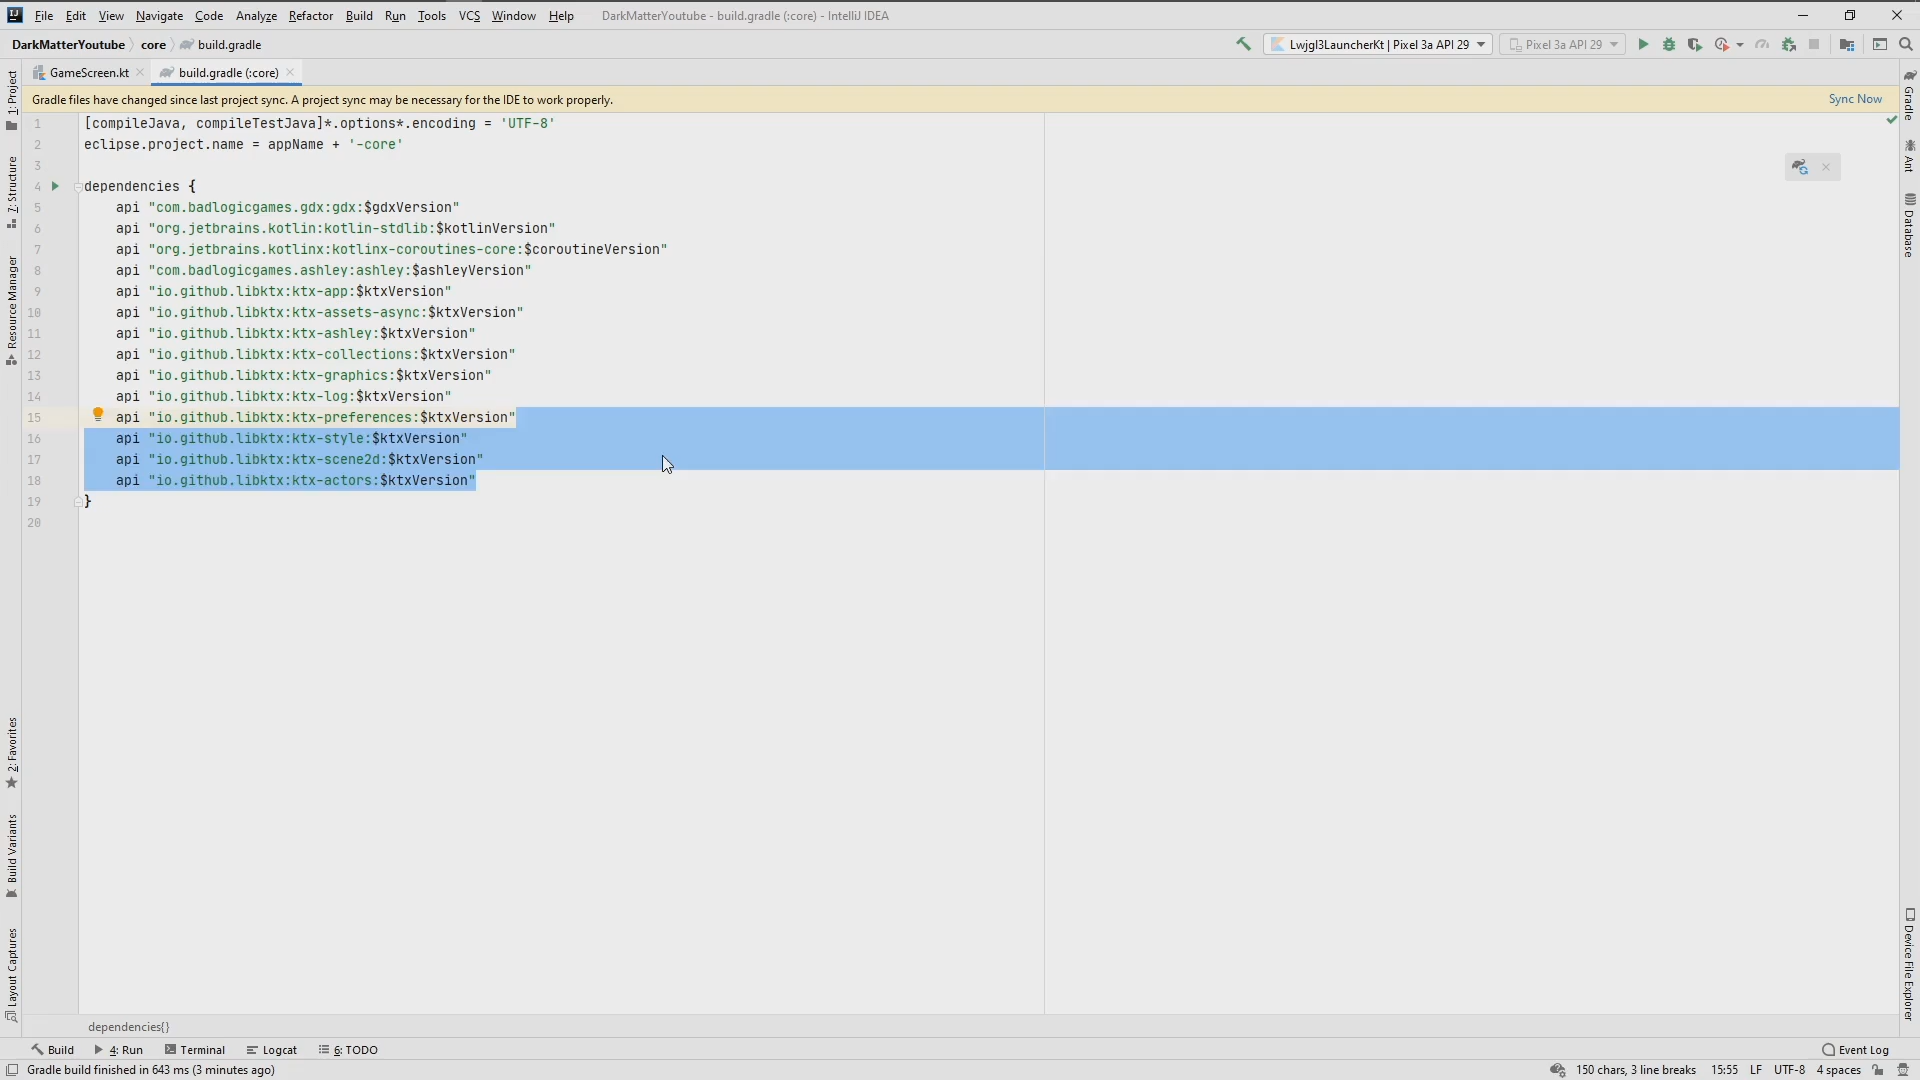 File Edit View Navigate Code Analyze Refactor Build Run Tools VCS Window Help DarkMatterYoutube - build.gradle (:core) - IntelliJ IDEA
DarkMatterYoutube core build.gradle Lwjgl3LauncherKt | Pixel 3a API 29 Pixel 3a API 29
GameScreen.kt build.gradle (:core)
Gradle files have changed since last project sync. A project sync may be necessary for the IDE to work properly. Sync Now
1 [compileJava, compileTestJava]*.options*.encoding = 'UTF-8'
2 eclipse.project.name = appName + '-core'
3
4 dependencies {
5 api "com.badlogicgames.gdx:gdx:$gdxVersion"
6 api "org.jetbrains.kotlin:kotlin-stdlib:$kotlinVersion"
7 api "org.jetbrains.kotlinx:kotlinx-coroutines-core:$coroutineVersion"
8 api "com.badlogicgames.ashley:ashley:$ashleyVersion"
9 api "io.github.libktx:ktx-app:$ktxVersion"
10 api "io.github.libktx:ktx-assets-async:$ktxVersion"
11 api "io.github.libktx:ktx-ashley:$ktxVersion"
12 api "io.github.libktx:ktx-collections:$ktxVersion"
13 api "io.github.libktx:ktx-graphics:$ktxVersion"
14 api "io.github.libktx:ktx-log:$ktxVersion"
15 api "io.github.libktx:ktx-preferences:$ktxVersion"
16 api "io.github.libktx:ktx-style:$ktxVersion"
17 api "io.github.libktx:ktx-scene2d:$ktxVersion"
18 api "io.github.libktx:ktx-actors:$ktxVersion"
19 }
20
1: Project
7: Structure
Resource Manager
2: Favorites
Build Variants
Layout Captures
Gradle
Ant
Database
Device File Explorer
dependencies{}
Build 4: Run Terminal Logcat 6: TODO Event Log
Gradle build finished in 643 ms (3 minutes ago) 150 chars, 3 line breaks 15:55 LF UTF-8 4 spaces